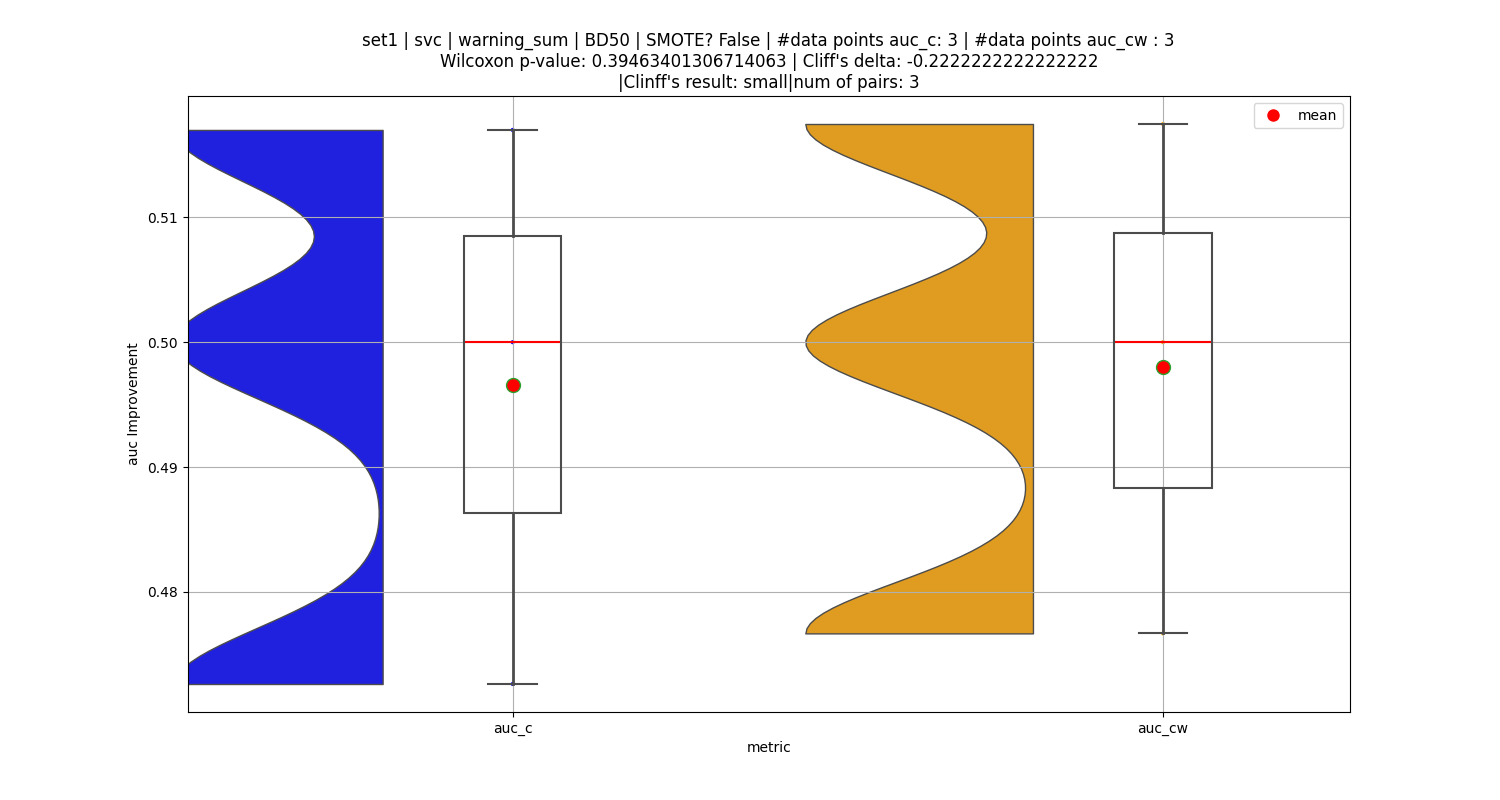 set1 | svc | warning_sum | BD50 | SMOTE? False | #data points auc_c: 3 | #data points auc_cw : 3
Wilcoxon p-value: 0.39463401306714063 | Cliff's delta: -0.2222222222222222
|Clinff's result: small|num of pairs: 3
mean
0.51
0.50
0.49
0.48
auc Improvement
auc_c
auc_cw
metric